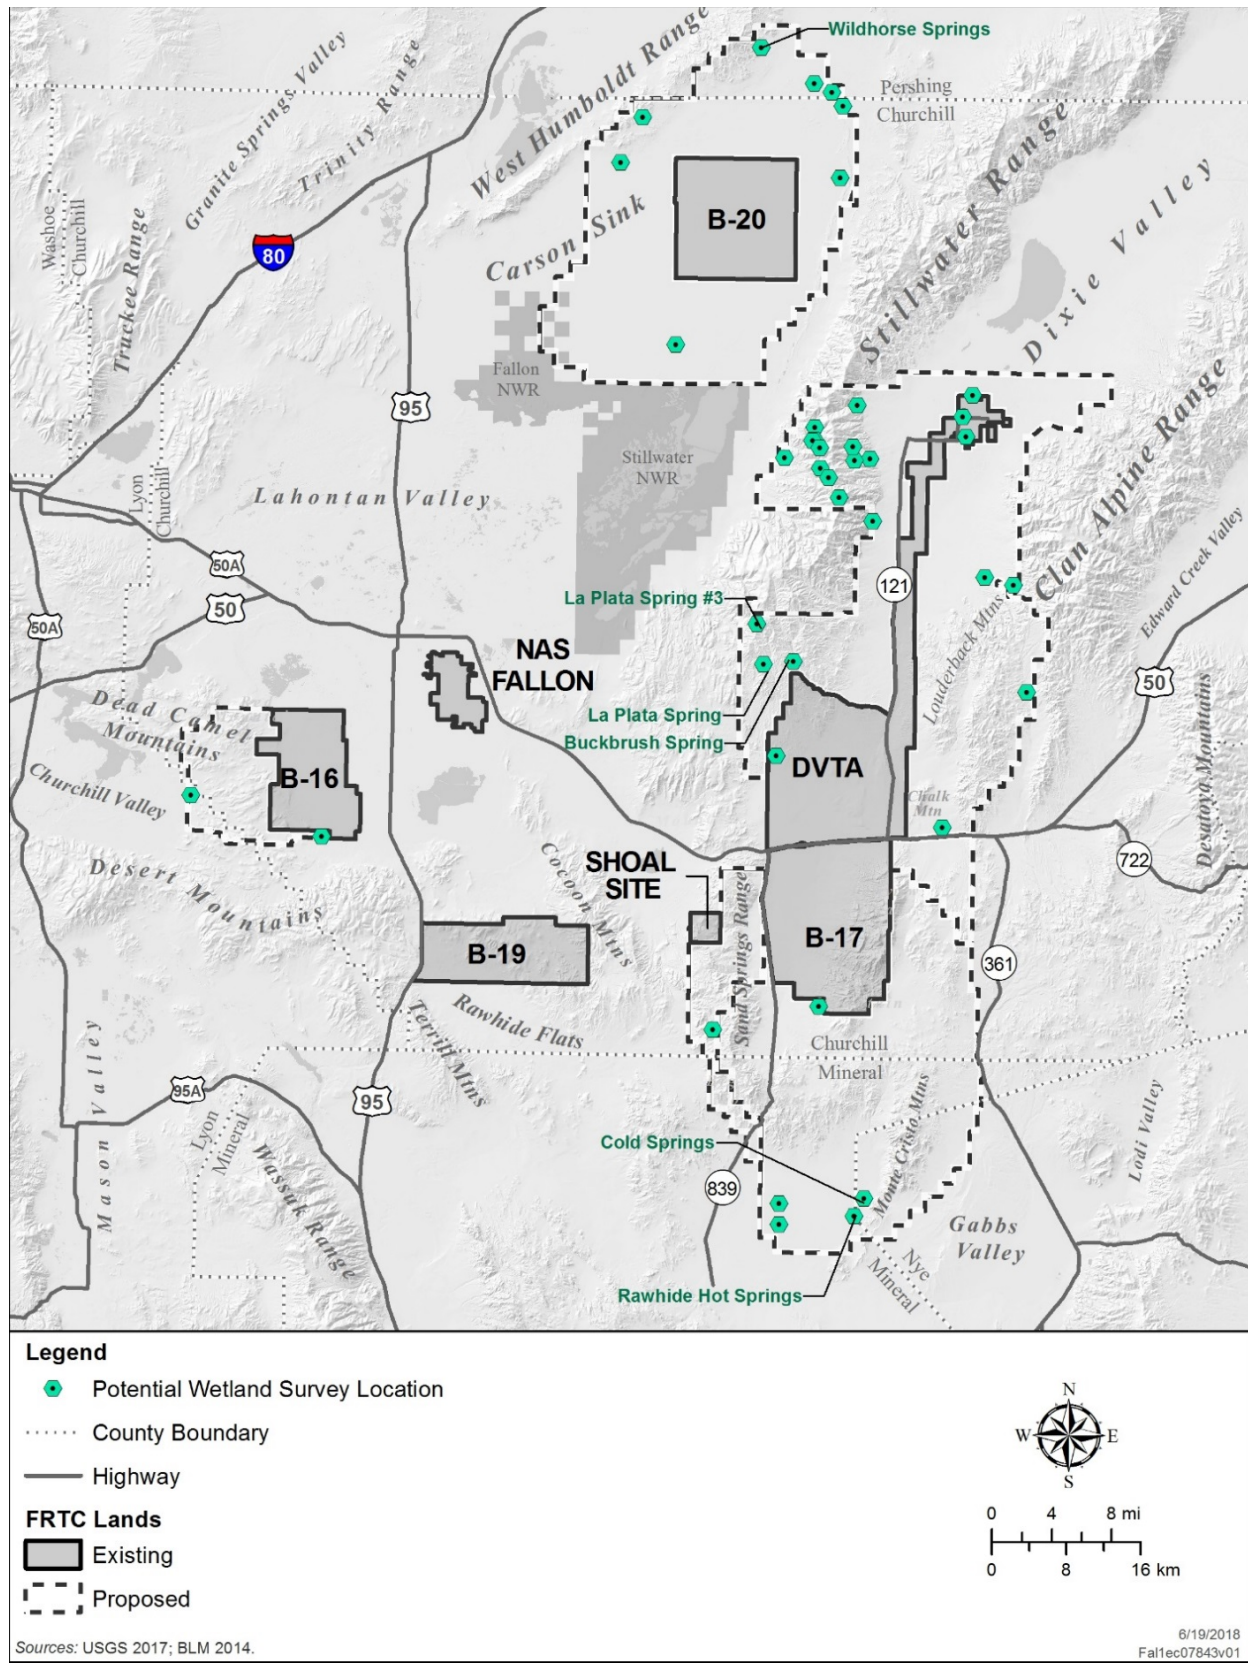 Wildhorse Springs
Pershing
Churchill
West Humboldt Range
Granite Springs Valley
Trinity Range
Washoe
Churchill
Truckee Range
80
Carson Sink
B-20
Stillwater Range
Dixie Valley
Fallon
NWR
95
Stillwater
NWR
Clan Alpine Range
Lyon
Churchill
Lahontan Valley
Edward Creek Valley
50A
50
50A
121
La Plata Spring #3
Louderback Mtns
NAS
FALLON
50
La Plata Spring
Buckbrush Spring
Dead Camel
Mountains
B-16
DVTA
Churchill Valley
Chalk
Mtn
Desatoya Mountains
722
Desert Mountains
Cocoon Mtns
SHOAL
SITE
Sand Springs Range
B-17
B-19
361
Rawhide Flats
Terrill Mtns
Churchill
Mineral
Mason Valley
95A
95
Lyon
Mineral
Wassuk Range
Monte Cristo Mtns
Lodi Valley
Cold Springs
839
Gabbs
Valley
Nye
Mineral
Rawhide Hot Springs
Legend
Potential Wetland Survey Location
County Boundary
Highway
FRTC Lands
Existing
Proposed
N
W E
S
0 4 8 mi
0 8 16 km
Sources: USGS 2017; BLM 2014.
6/19/2018
Fal1ec07843v01